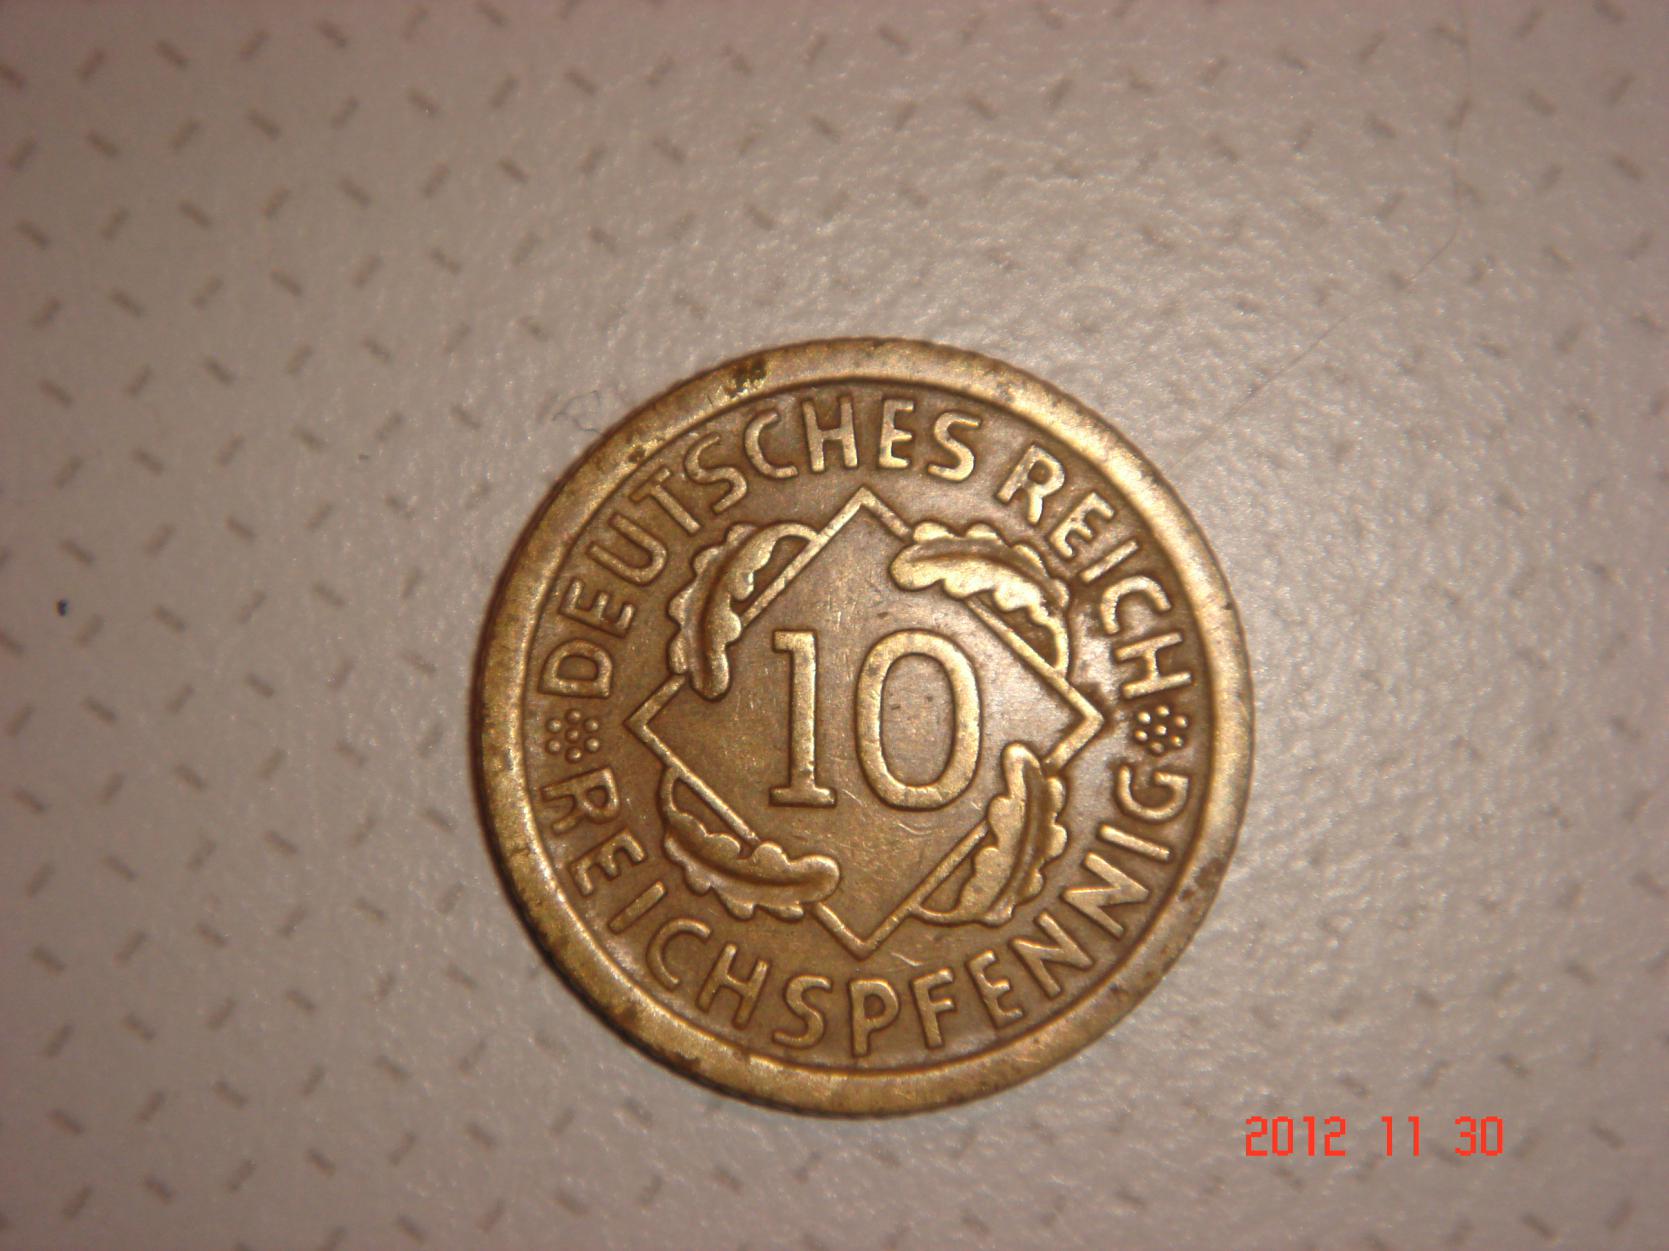 DEUTSCHES REICH
10
REICHSPFENNIG
2012 11 30